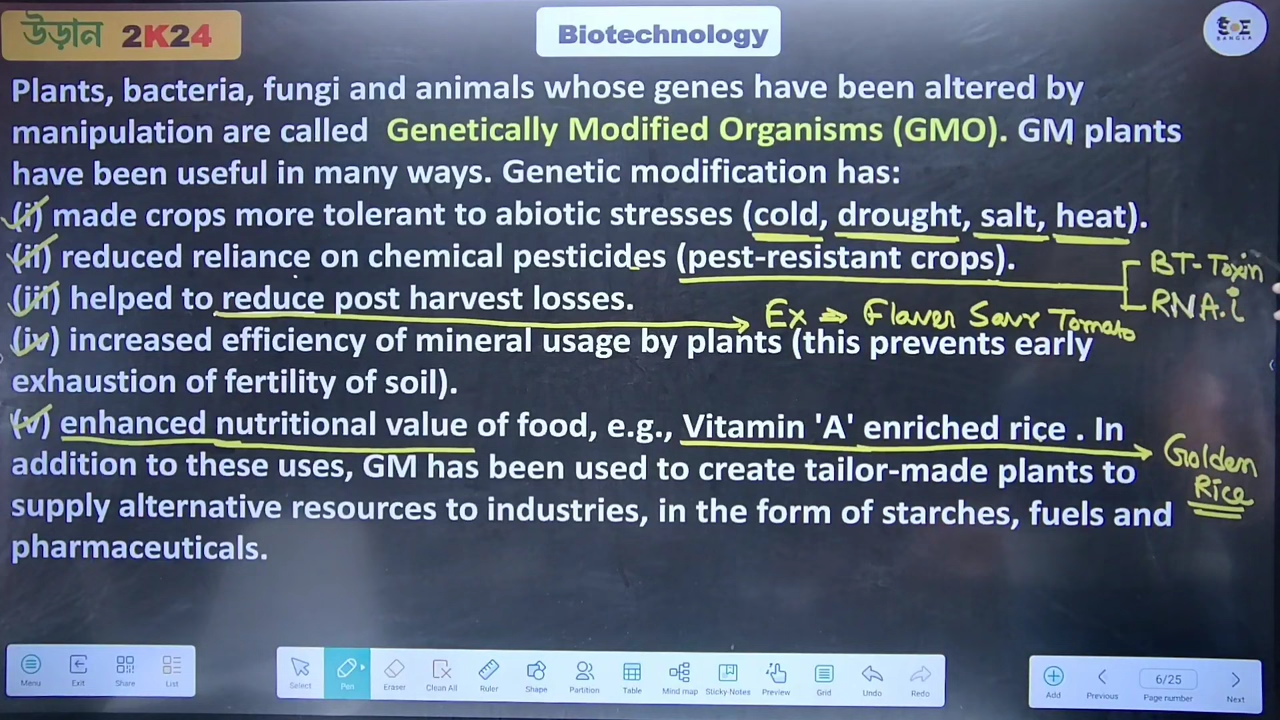 উড়ান 2K24
Biotechnology
SOE
BANGLA
Plants, bacteria, fungi and animals whose genes have been altered by
manipulation are called Genetically Modified Organisms (GMO). GM plants
have been useful in many ways. Genetic modification has:
(i) made crops more tolerant to abiotic stresses (cold, drought, salt, heat).
(ii) reduced reliance on chemical pesticides (pest-resistant crops).
BT-Toxin
RNA.i
(iii) helped to reduce post harvest losses.
Ex → Flaver Savr Tomato
(iv) increased efficiency of mineral usage by plants (this prevents early
exhaustion of fertility of soil).
(v) enhanced nutritional value of food, e.g., Vitamin 'A' enriched rice . In
Golden
Rice
addition to these uses, GM has been used to create tailor-made plants to
supply alternative resources to industries, in the form of starches, fuels and
pharmaceuticals.
Menu Exit Share List
Select Pen Eraser Clean All Ruler Shape Partition Table Mind map Sticky Notes Preview Grid Undo Redo
6/25
Add Previous Page number Next